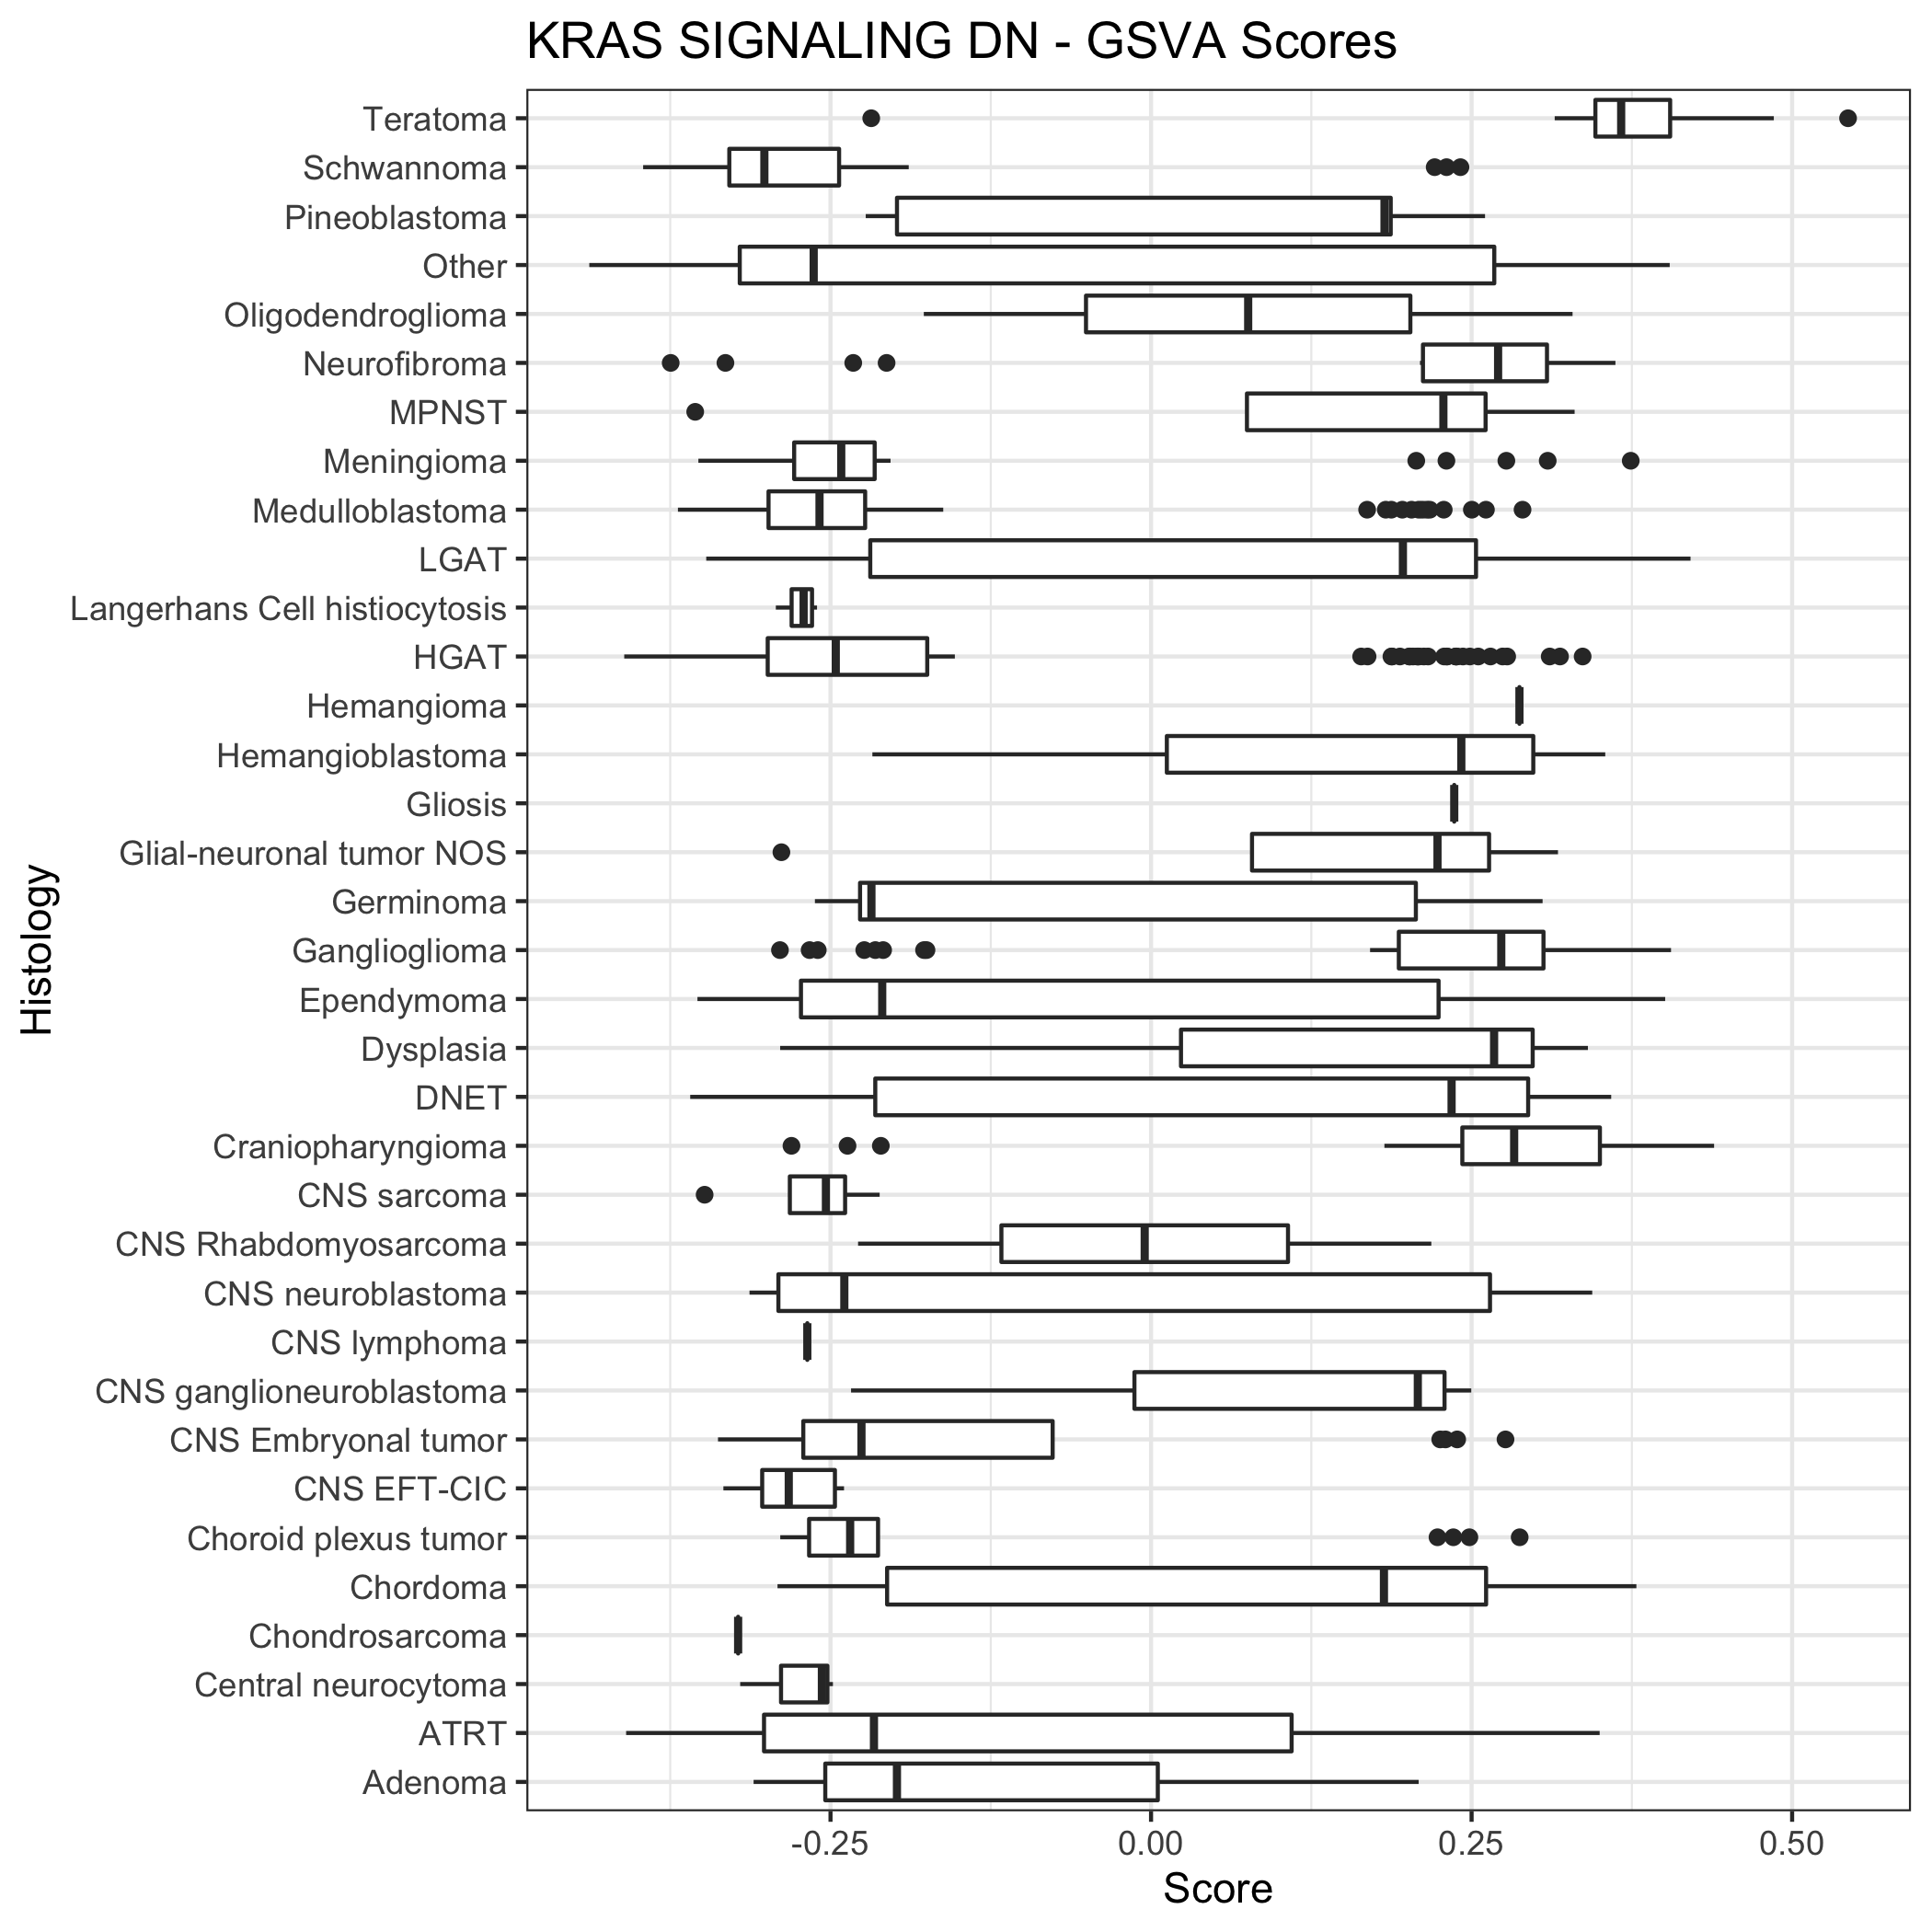 KRAS SIGNALING DN - GSVA Scores
Teratoma
Schwannoma
Pineoblastoma
Other
Oligodendroglioma
Neurofibroma
MPNST
Meningioma
Medulloblastoma
LGAT
Langerhans Cell histiocytosis
HGAT
Hemangioma
Hemangioblastoma
Gliosis
Glial-neuronal tumor NOS
Germinoma
Ganglioglioma
Ependymoma
Dysplasia
DNET
Craniopharyngioma
CNS sarcoma
CNS Rhabdomyosarcoma
CNS neuroblastoma
CNS lymphoma
CNS ganglioneuroblastoma
CNS Embryonal tumor
CNS EFT-CIC
Choroid plexus tumor
Chordoma
Chondrosarcoma
Central neurocytoma
ATRT
Adenoma
Histology
-0.25 0.00 0.25 0.50
Score